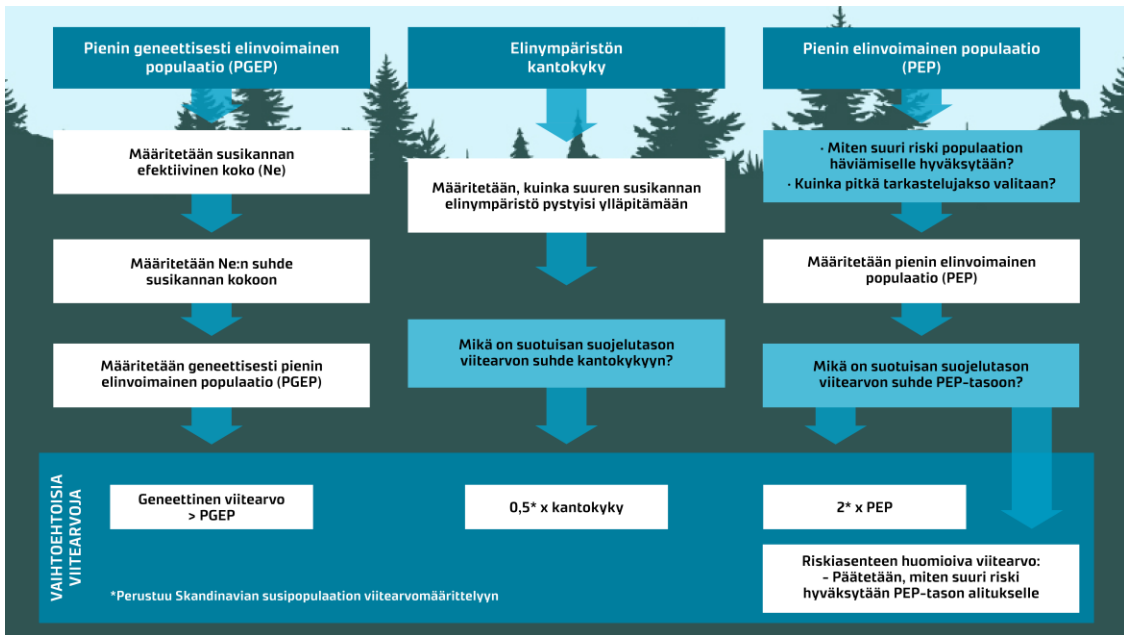 Pienin geneettisesti elinvoimainen
populaatio (PGEP)
Määritetään susikannan
efektiivinen koko (Ne)
Määritetään Ne:n suhde
susikannan kokoon
Määritetään geneettisesti pienin
elinvoimainen populaatio (PGEP)
Elinympäristön
kantokyky
Määritetään, kuinka suuren susikannan
elinympäristö pystyisi ylläpitämään
Mikä on suotuisan suojelutason
viitearvon suhde kantokykyyn?
Pienin elinvoimainen populaatio
(PEP)
· Miten suuri riski populaation
häviämiselle hyväksytään?
· Kuinka pitkä tarkastelujakso valitaan?
Määritetään pienin elinvoimainen
populaatio (PEP)
Mikä on suotuisan suojelutason
viitearvon suhde PEP-tasoon?
VAIHTOEHTOISIA
VIITEARVOJA
Geneettinen viitearvo
> PGEP
0,5* x kantokyky
2* x PEP
Riskiasenteen huomioiva viitearvo:
- Päätetään, miten suuri riski
hyväksytään PEP-tason alitukselle
*Perustuu Skandinavian susipopulaation viitearvomäärittelyyn